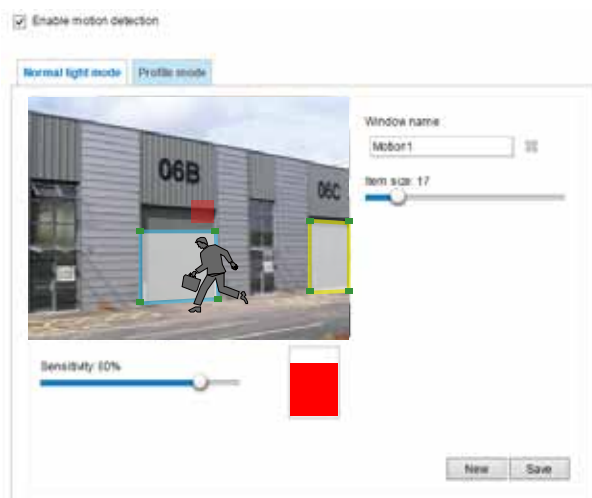 Enable motion detection
Normal light mode
Profile mode
06B
06C
Window name
Motion1
Item size: 17
Sensitivity: 80%
New
Save